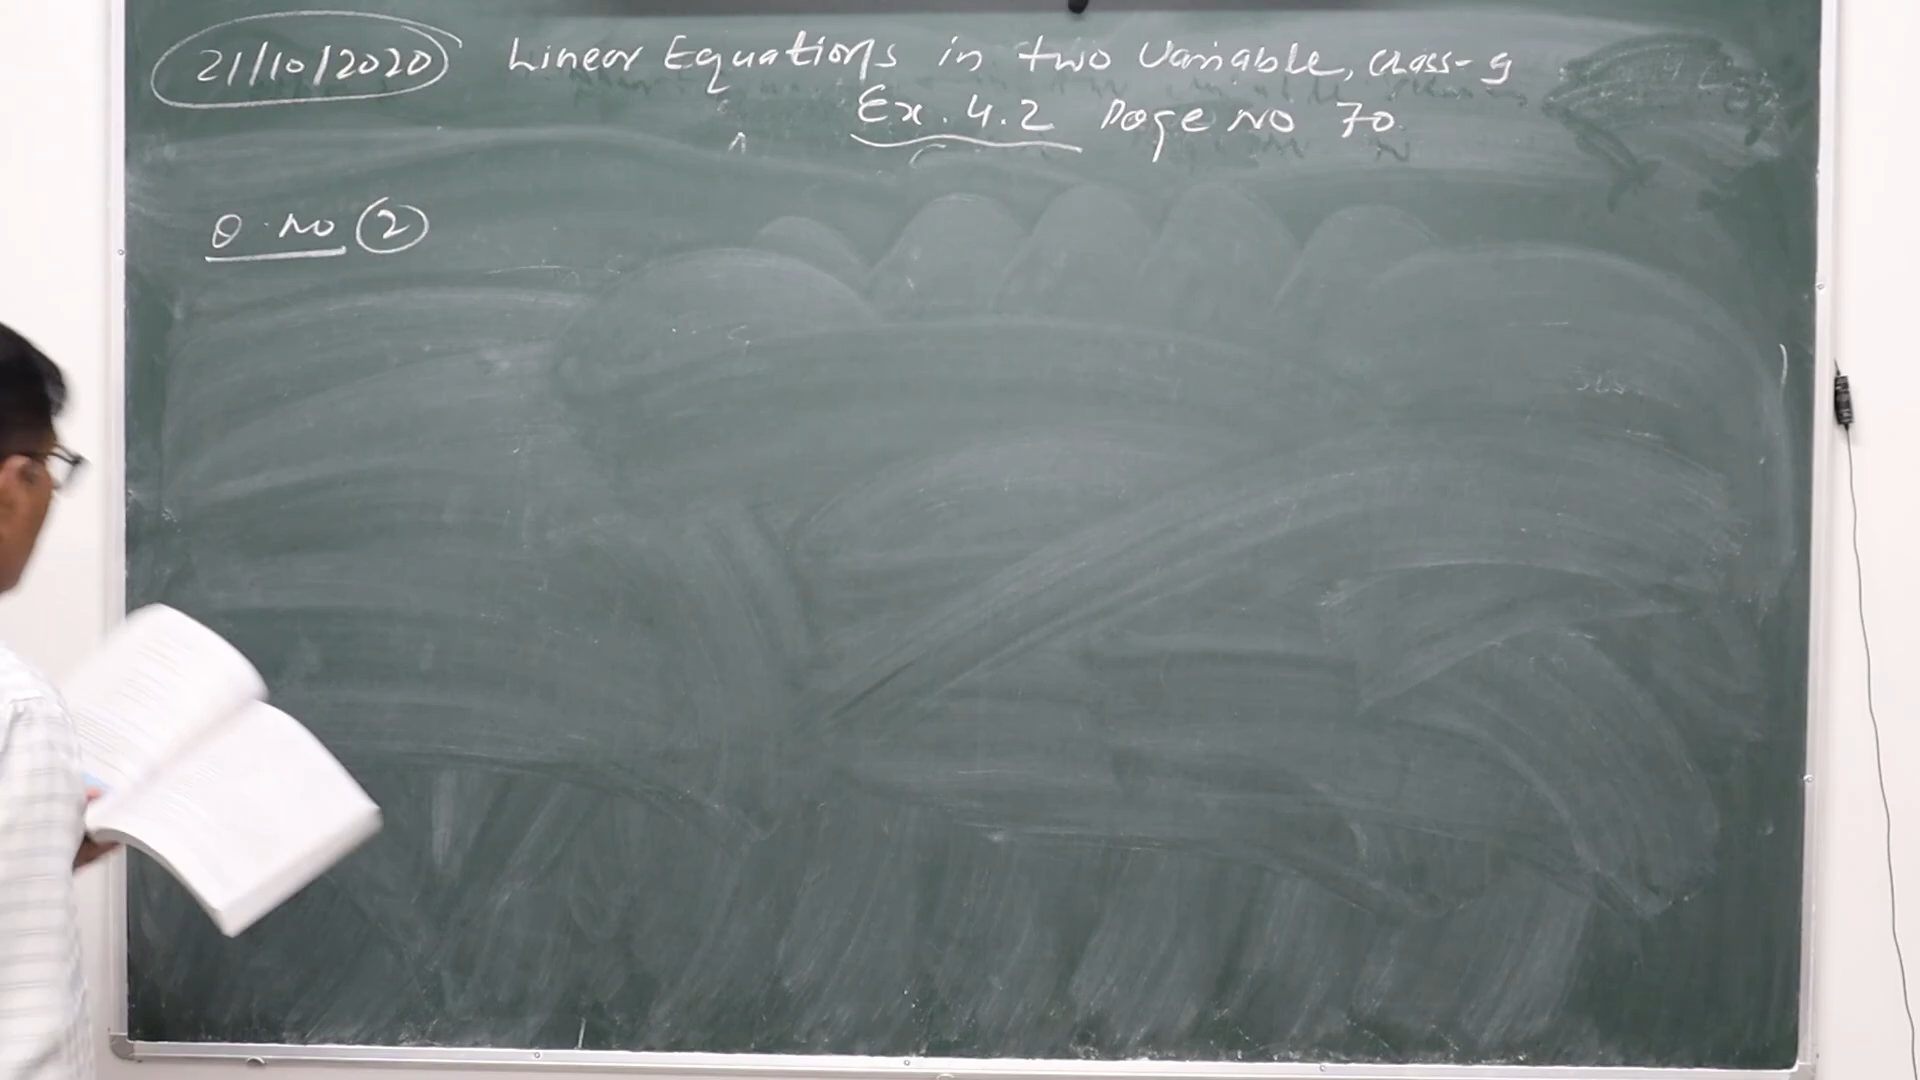 21/10/2020 Linear Equations in two Variable, class-9
Ex. 4.2 Page No 70
Q. No (2)